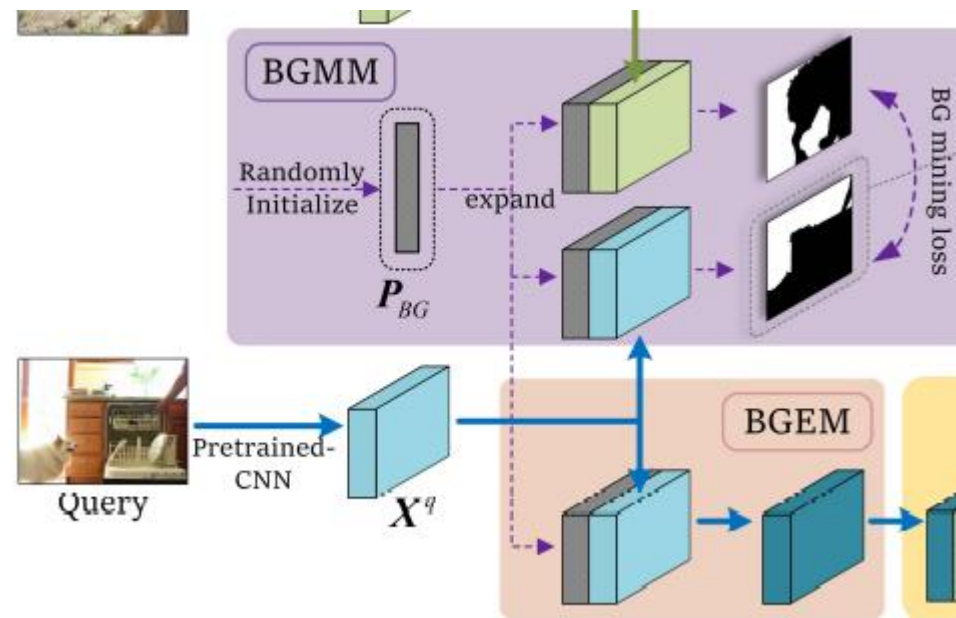 BGMM
Randomly
Initialize
P_BG
expand
BG mining loss
Query
Pretrained-
CNN
X^q
BGEM